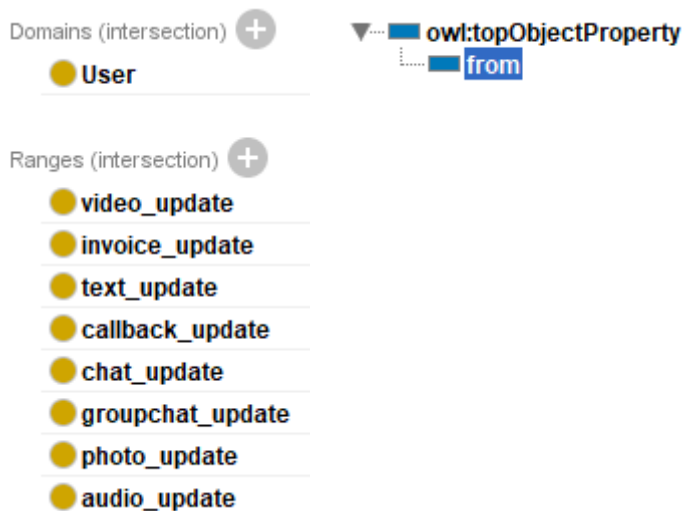 Domains (intersection)
User
Ranges (intersection)
video_update
invoice_update
text_update
callback_update
chat_update
groupchat_update
photo_update
audio_update
owl:topObjectProperty
from